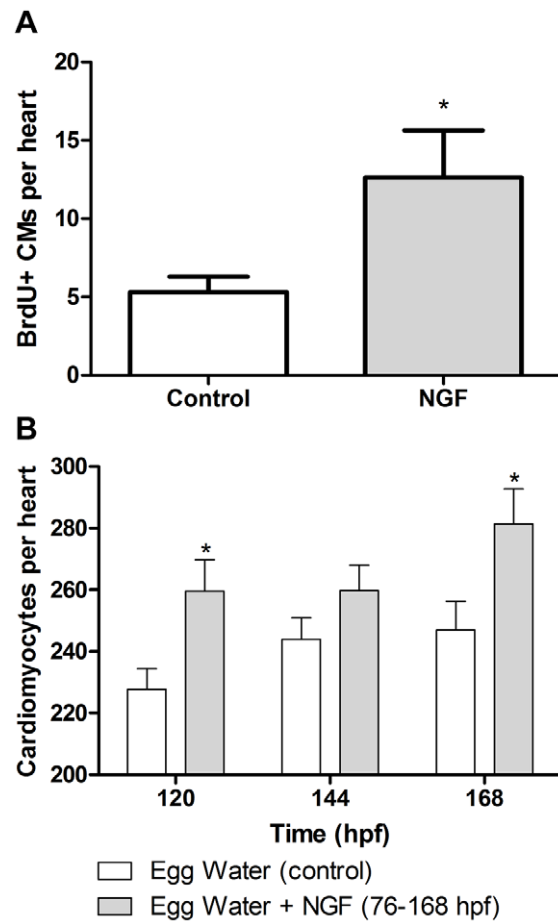 A
BrdU+ CMs per heart
20
15
10
5
0
*
Control NGF
B
Cardiomyocytes per heart
300
280
260
240
220
200
* *
120 144 168
Time (hpf)
Egg Water (control)
Egg Water + NGF (76-168 hpf)